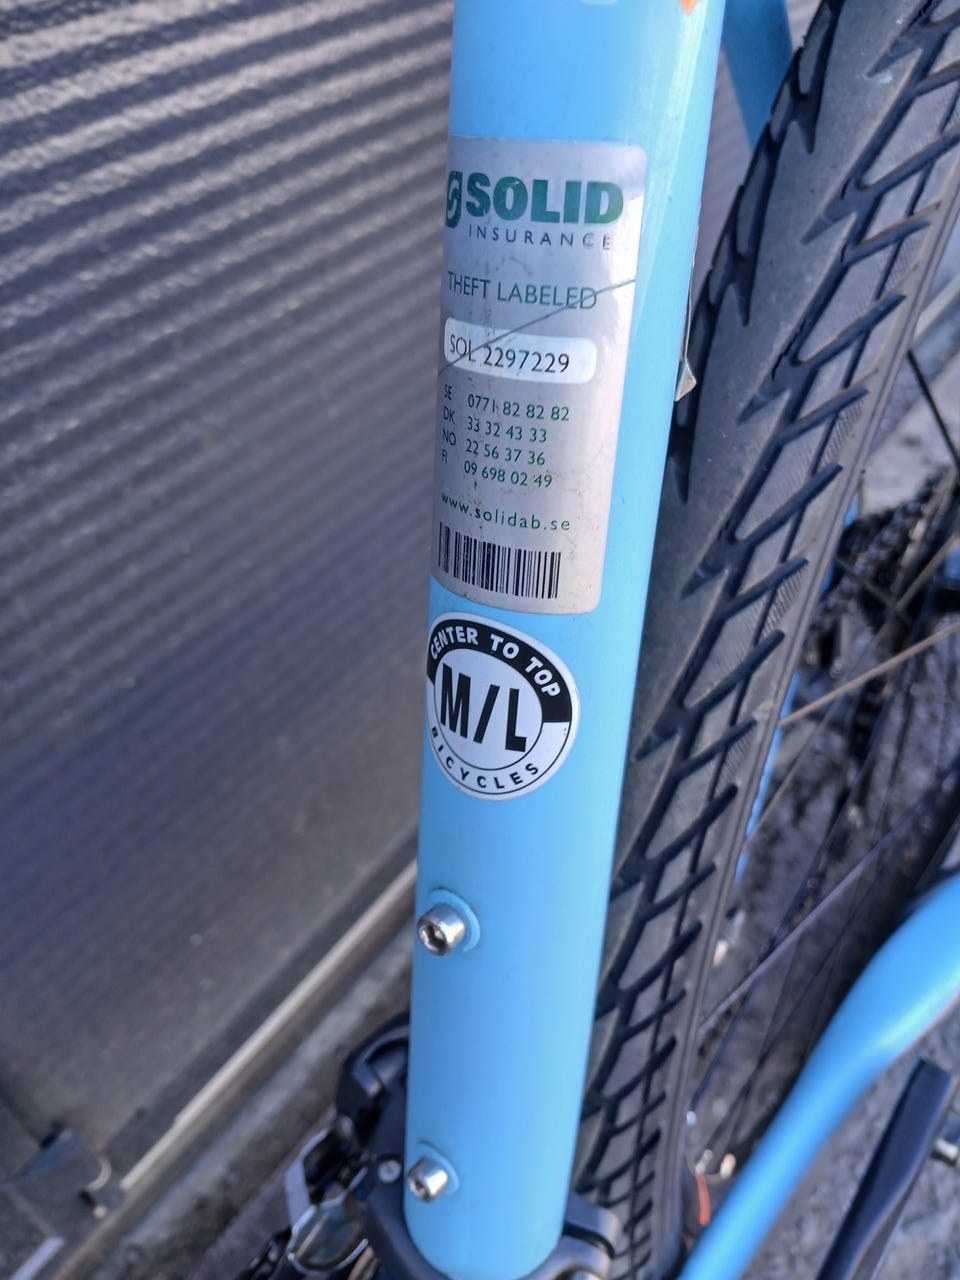 SOLID
INSURANCE
THEFT LABELED
SOL 2297229
SE 0771 82 82 82
DK 33 32 43 33
NO 22 56 37 36
FI 09 698 02 49
www.solidab.se
CENTER TO TOP
M/L
BICYCLES